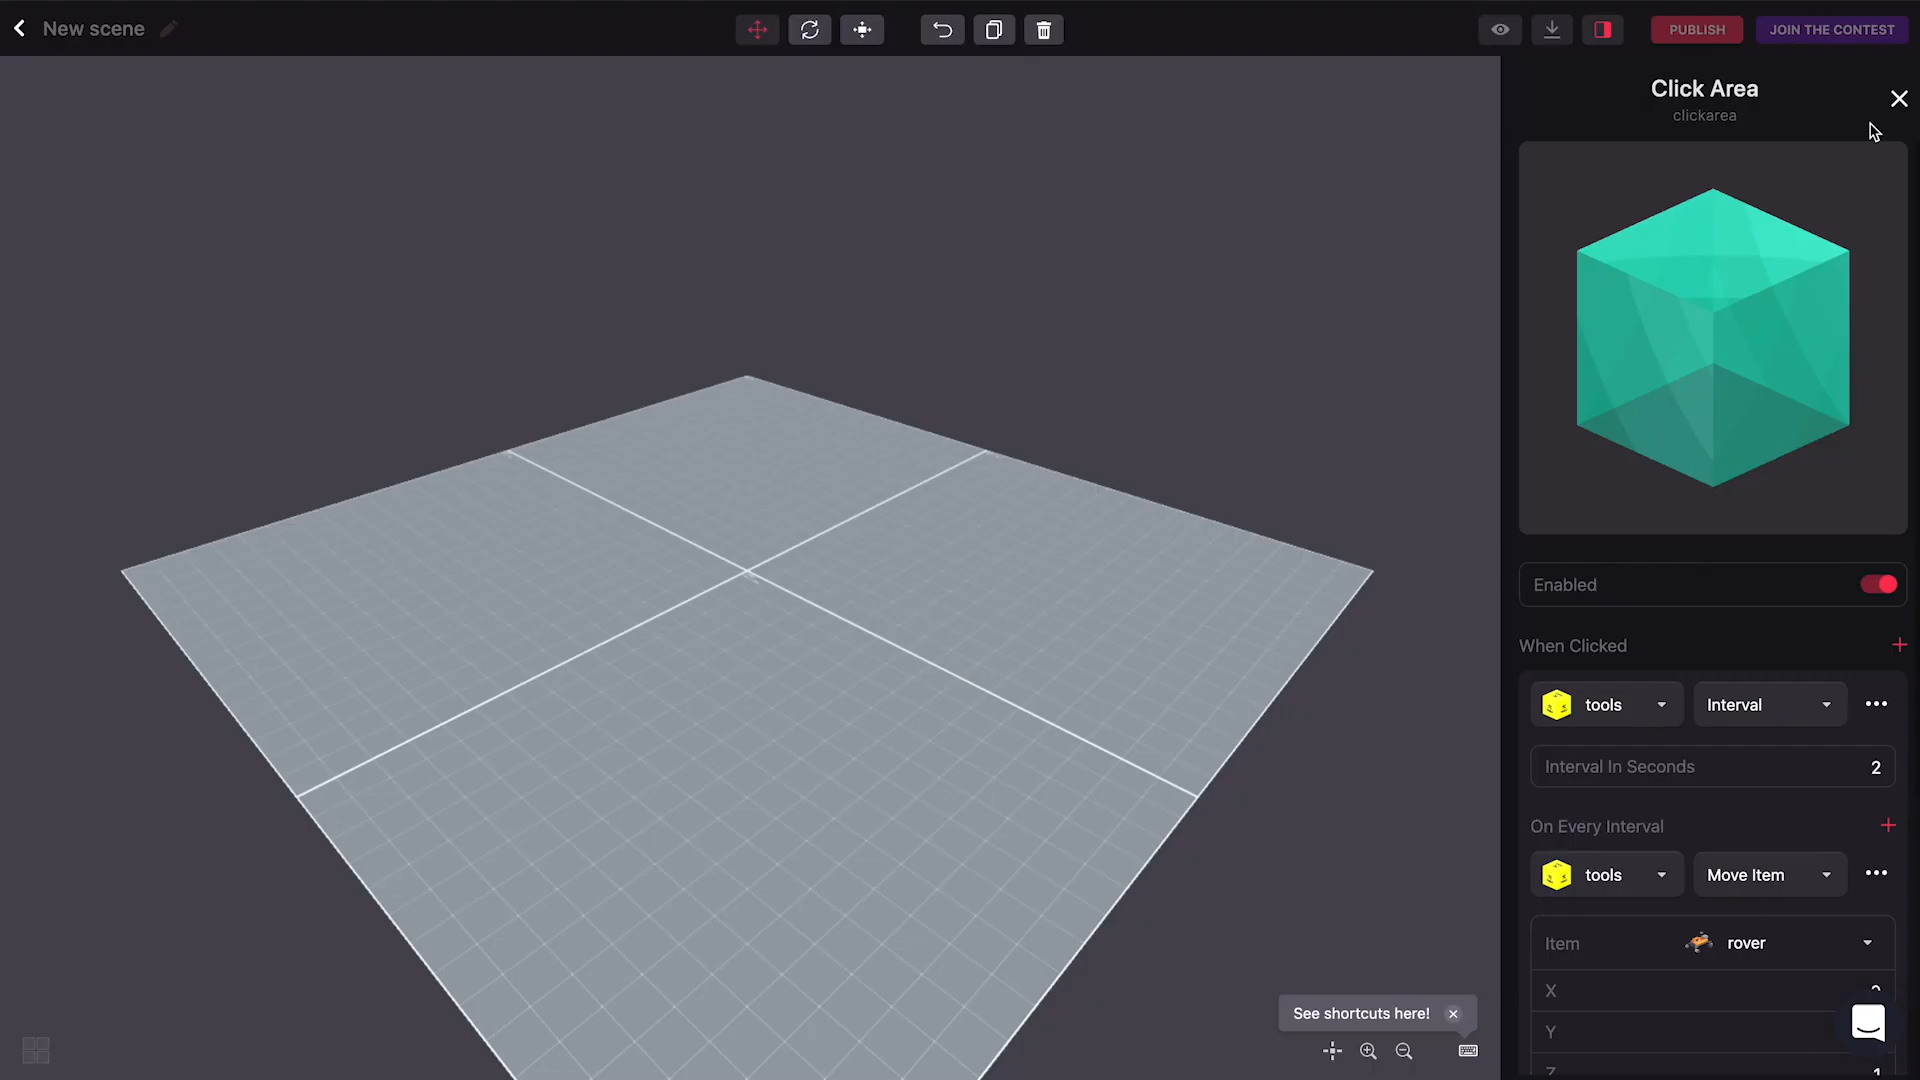 New scene
PUBLISH
JOIN THE CONTEST
Click Area
clickarea
Enabled
When Clicked
tools
Interval
Interval In Seconds 2
On Every Interval
tools
Move Item
Item rover
X
Y
Z 1
See shortcuts here!